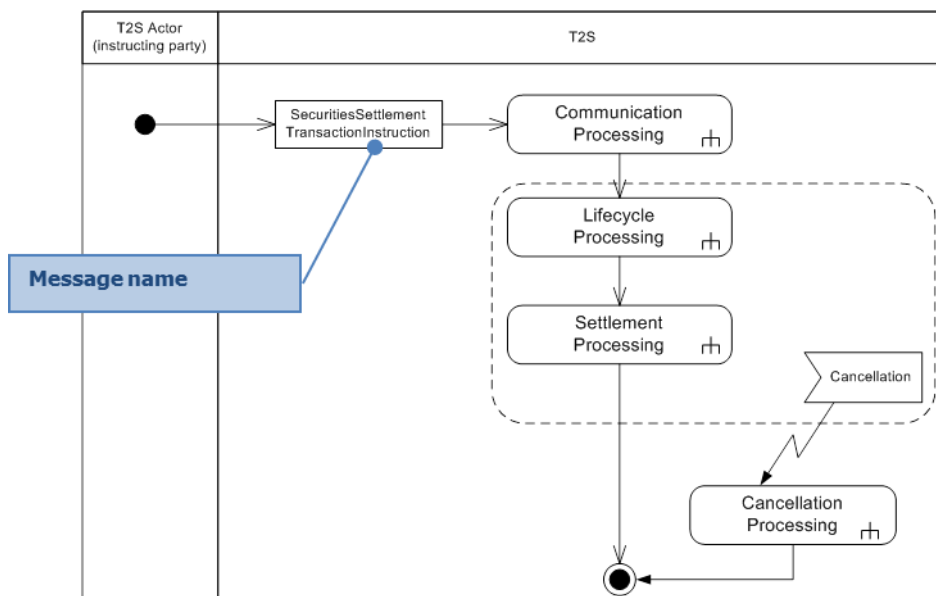 T2S Actor
(instructing party)
T2S
SecuritiesSettlement
TransactionInstruction
Communication
Processing
Lifecycle
Processing
Message name
Settlement
Processing
Cancellation
Cancellation
Processing